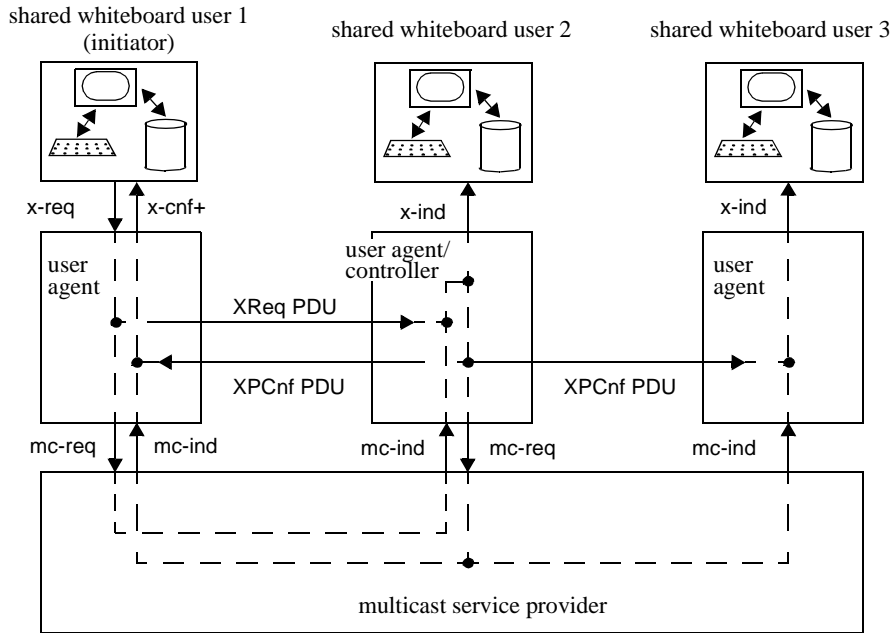 shared whiteboard user 1
(initiator)
shared whiteboard user 2
shared whiteboard user 3
x-req
x-cnf+
x-ind
x-ind
user
agent
user agent/
controller
user
agent
XReq PDU
XPCnf PDU
XPCnf PDU
mc-req
mc-ind
mc-ind
mc-req
mc-ind
multicast service provider